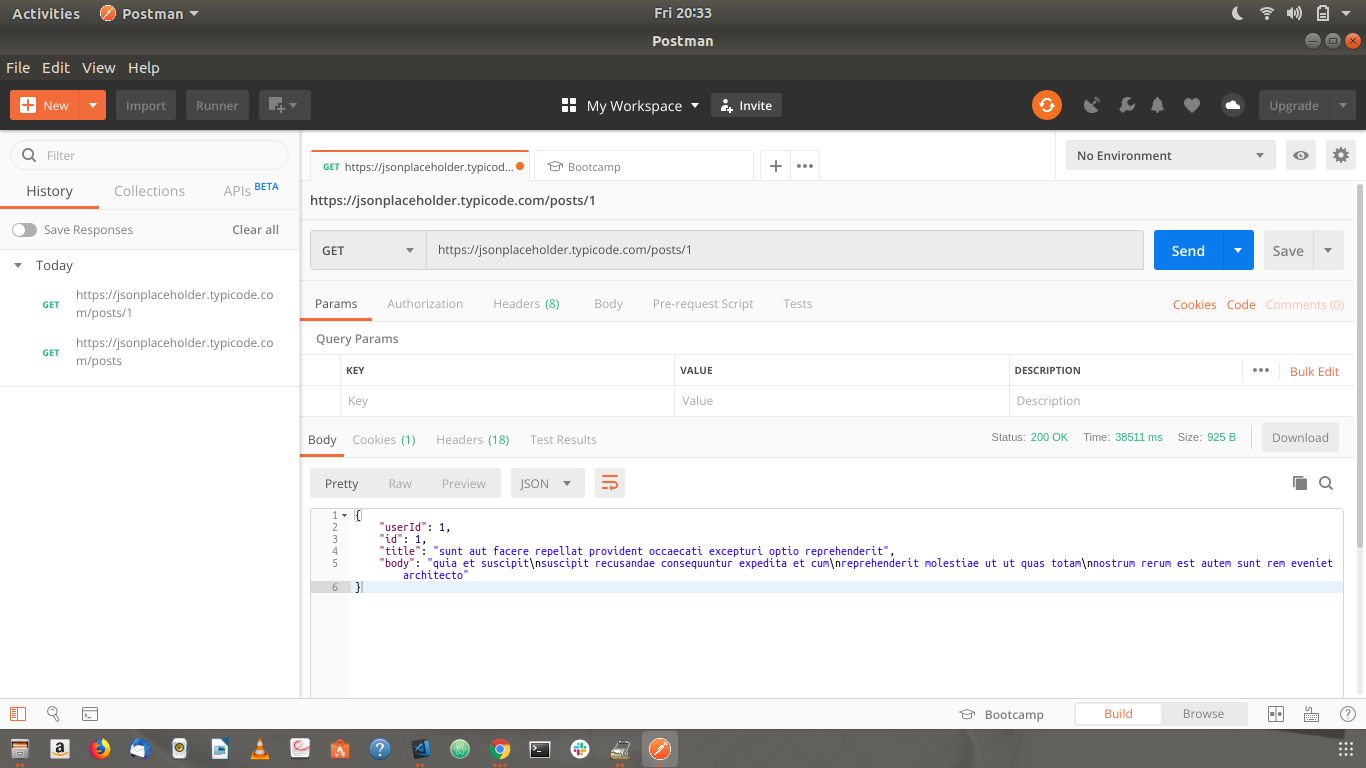 Activities Postman Fri 20:33
Postman
File Edit View Help
New Import Runner My Workspace Invite Upgrade
Filter
History Collections APIs BETA
Save Responses Clear all
Today
GET https://jsonplaceholder.typicode.co
m/posts/1
GET https://jsonplaceholder.typicode.co
m/posts
GET https://jsonplaceholder.typicod... Bootcamp No Environment
https://jsonplaceholder.typicode.com/posts/1
GET https://jsonplaceholder.typicode.com/posts/1 Send Save
Params Authorization Headers (8) Body Pre-request Script Tests Cookies Code Comments (0)
Query Params
KEY VALUE DESCRIPTION Bulk Edit
Key Value Description
Body Cookies (1) Headers (18) Test Results Status: 200 OK Time: 38511 ms Size: 925 B Download
Pretty Raw Preview JSON
1 {
2 "userId": 1,
3 "id": 1,
4 "title": "sunt aut facere repellat provident occaecati excepturi optio reprehenderit",
5 "body": "quia et suscipit\nsuscipit recusandae consequuntur expedita et cum\nreprehenderit molestiae ut ut quas totam\nnostrum rerum est autem sunt rem eveniet
architecto"
6 }
Bootcamp Build Browse